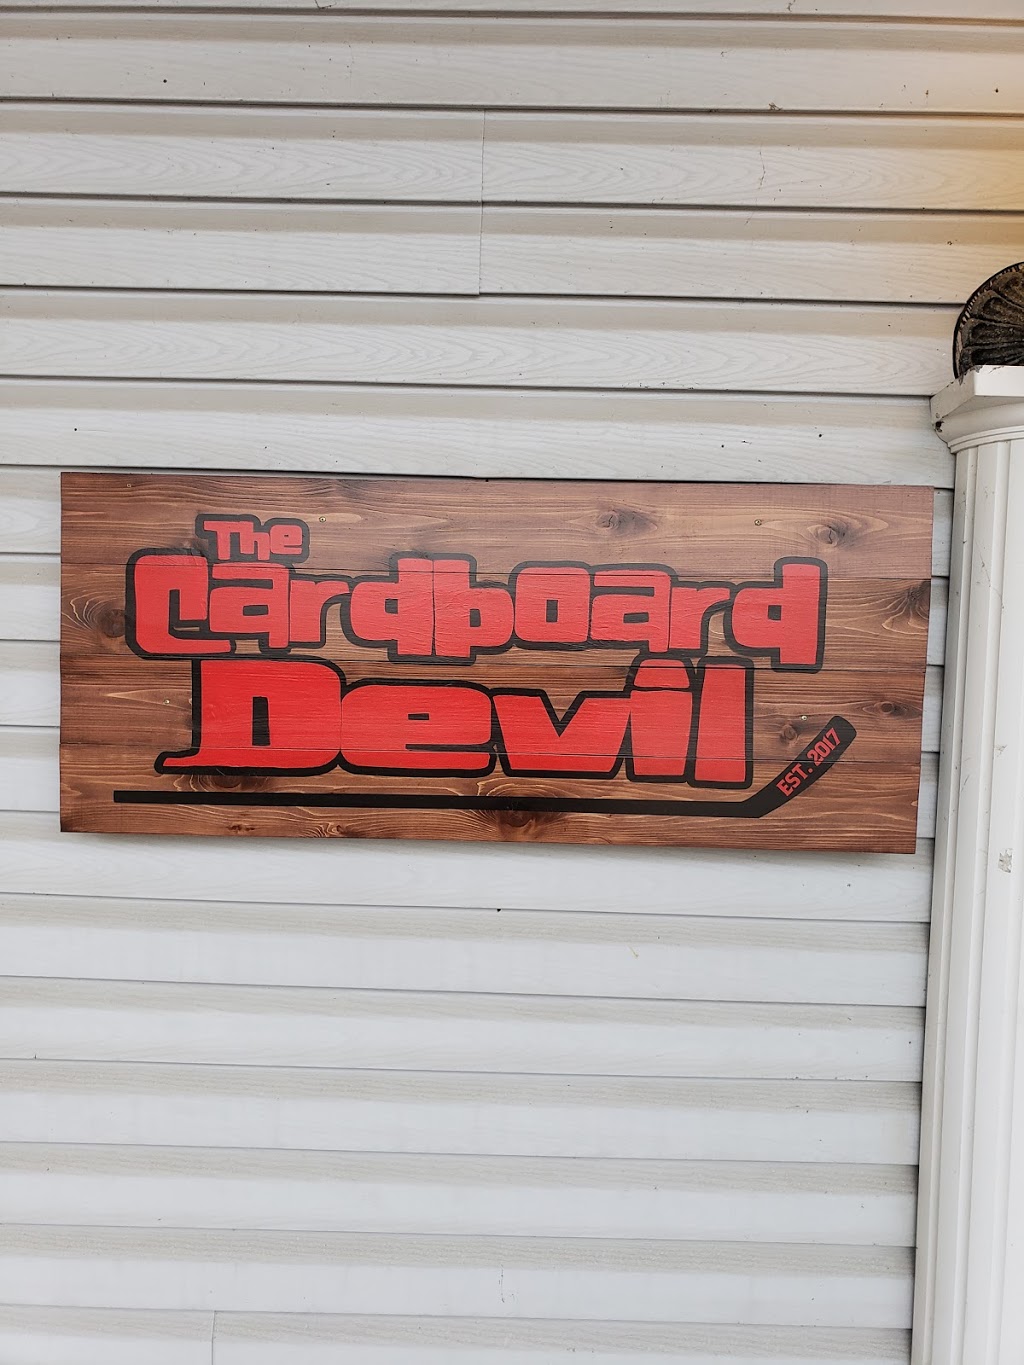 The
Cardboard
Devil
EST. 2017